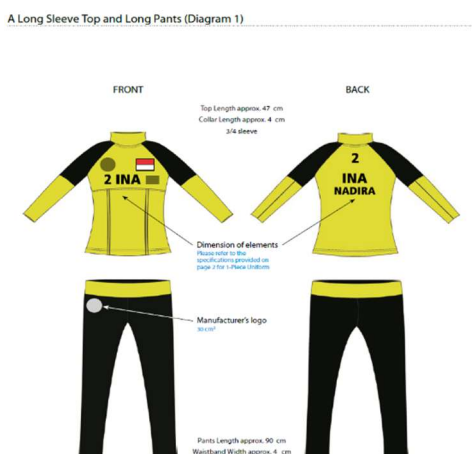 A Long Sleeve Top and Long Pants (Diagram 1)
FRONT
BACK
Top Length approx. 47 cm
Collar Length approx. 4 cm
3/4 sleeve
2 INA
2
INA
NADIRA
Dimension of elements
Please refer to the
specifications provided on
page 2 for 1-Piece Uniform
Manufacturer's logo
30 cm²
Pants Length approx. 90 cm
Waistband Width approx. 4 cm